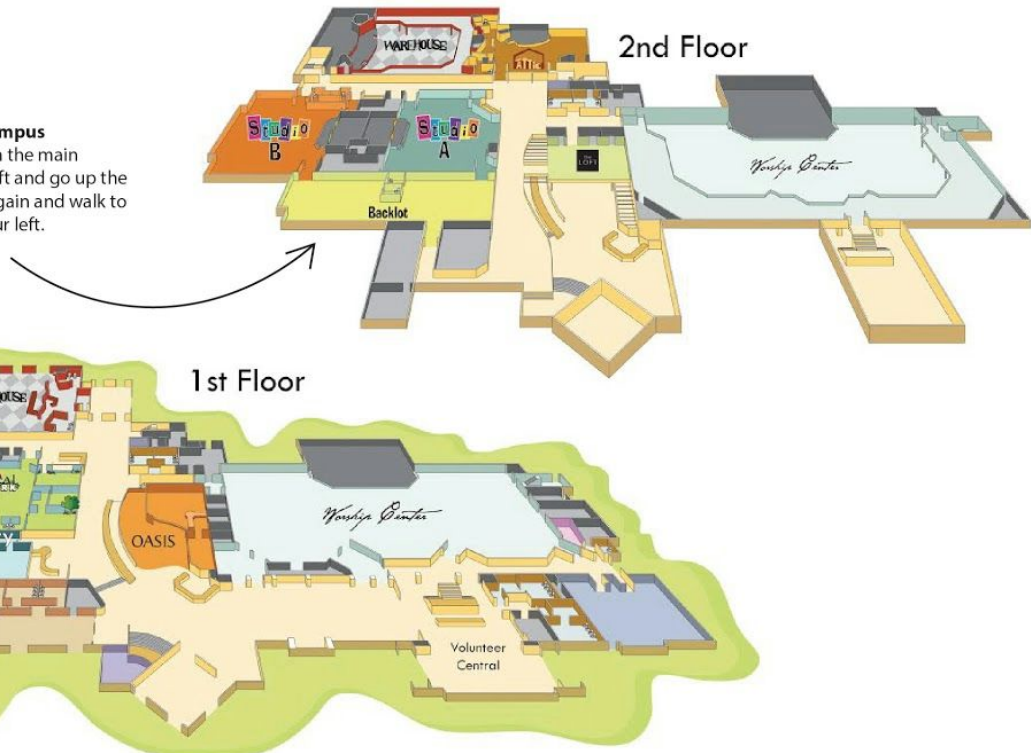 2nd Floor
WAREHOUSE
ATTIC
Studio
B
Studio
A
THE
LOFT
Worship Center
Backlot
mpus
n the main
ft and go up the
gain and walk to
ur left.
1st Floor
OUSE
OASIS
Worship Center
Volunteer
Central